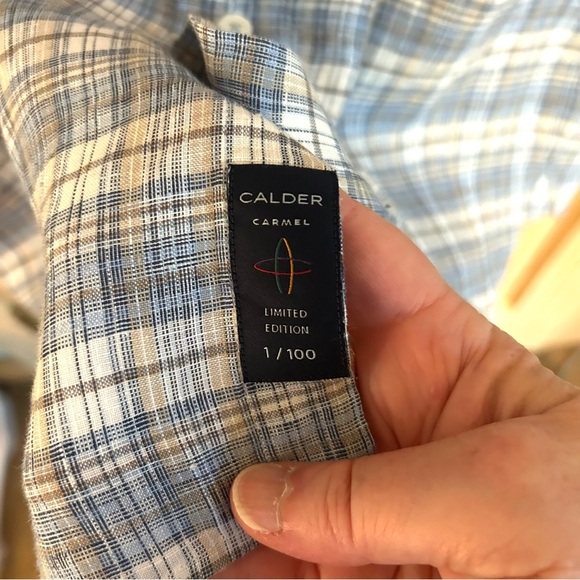 CALDER
CARMEL
LIMITED
EDITION
1 / 100